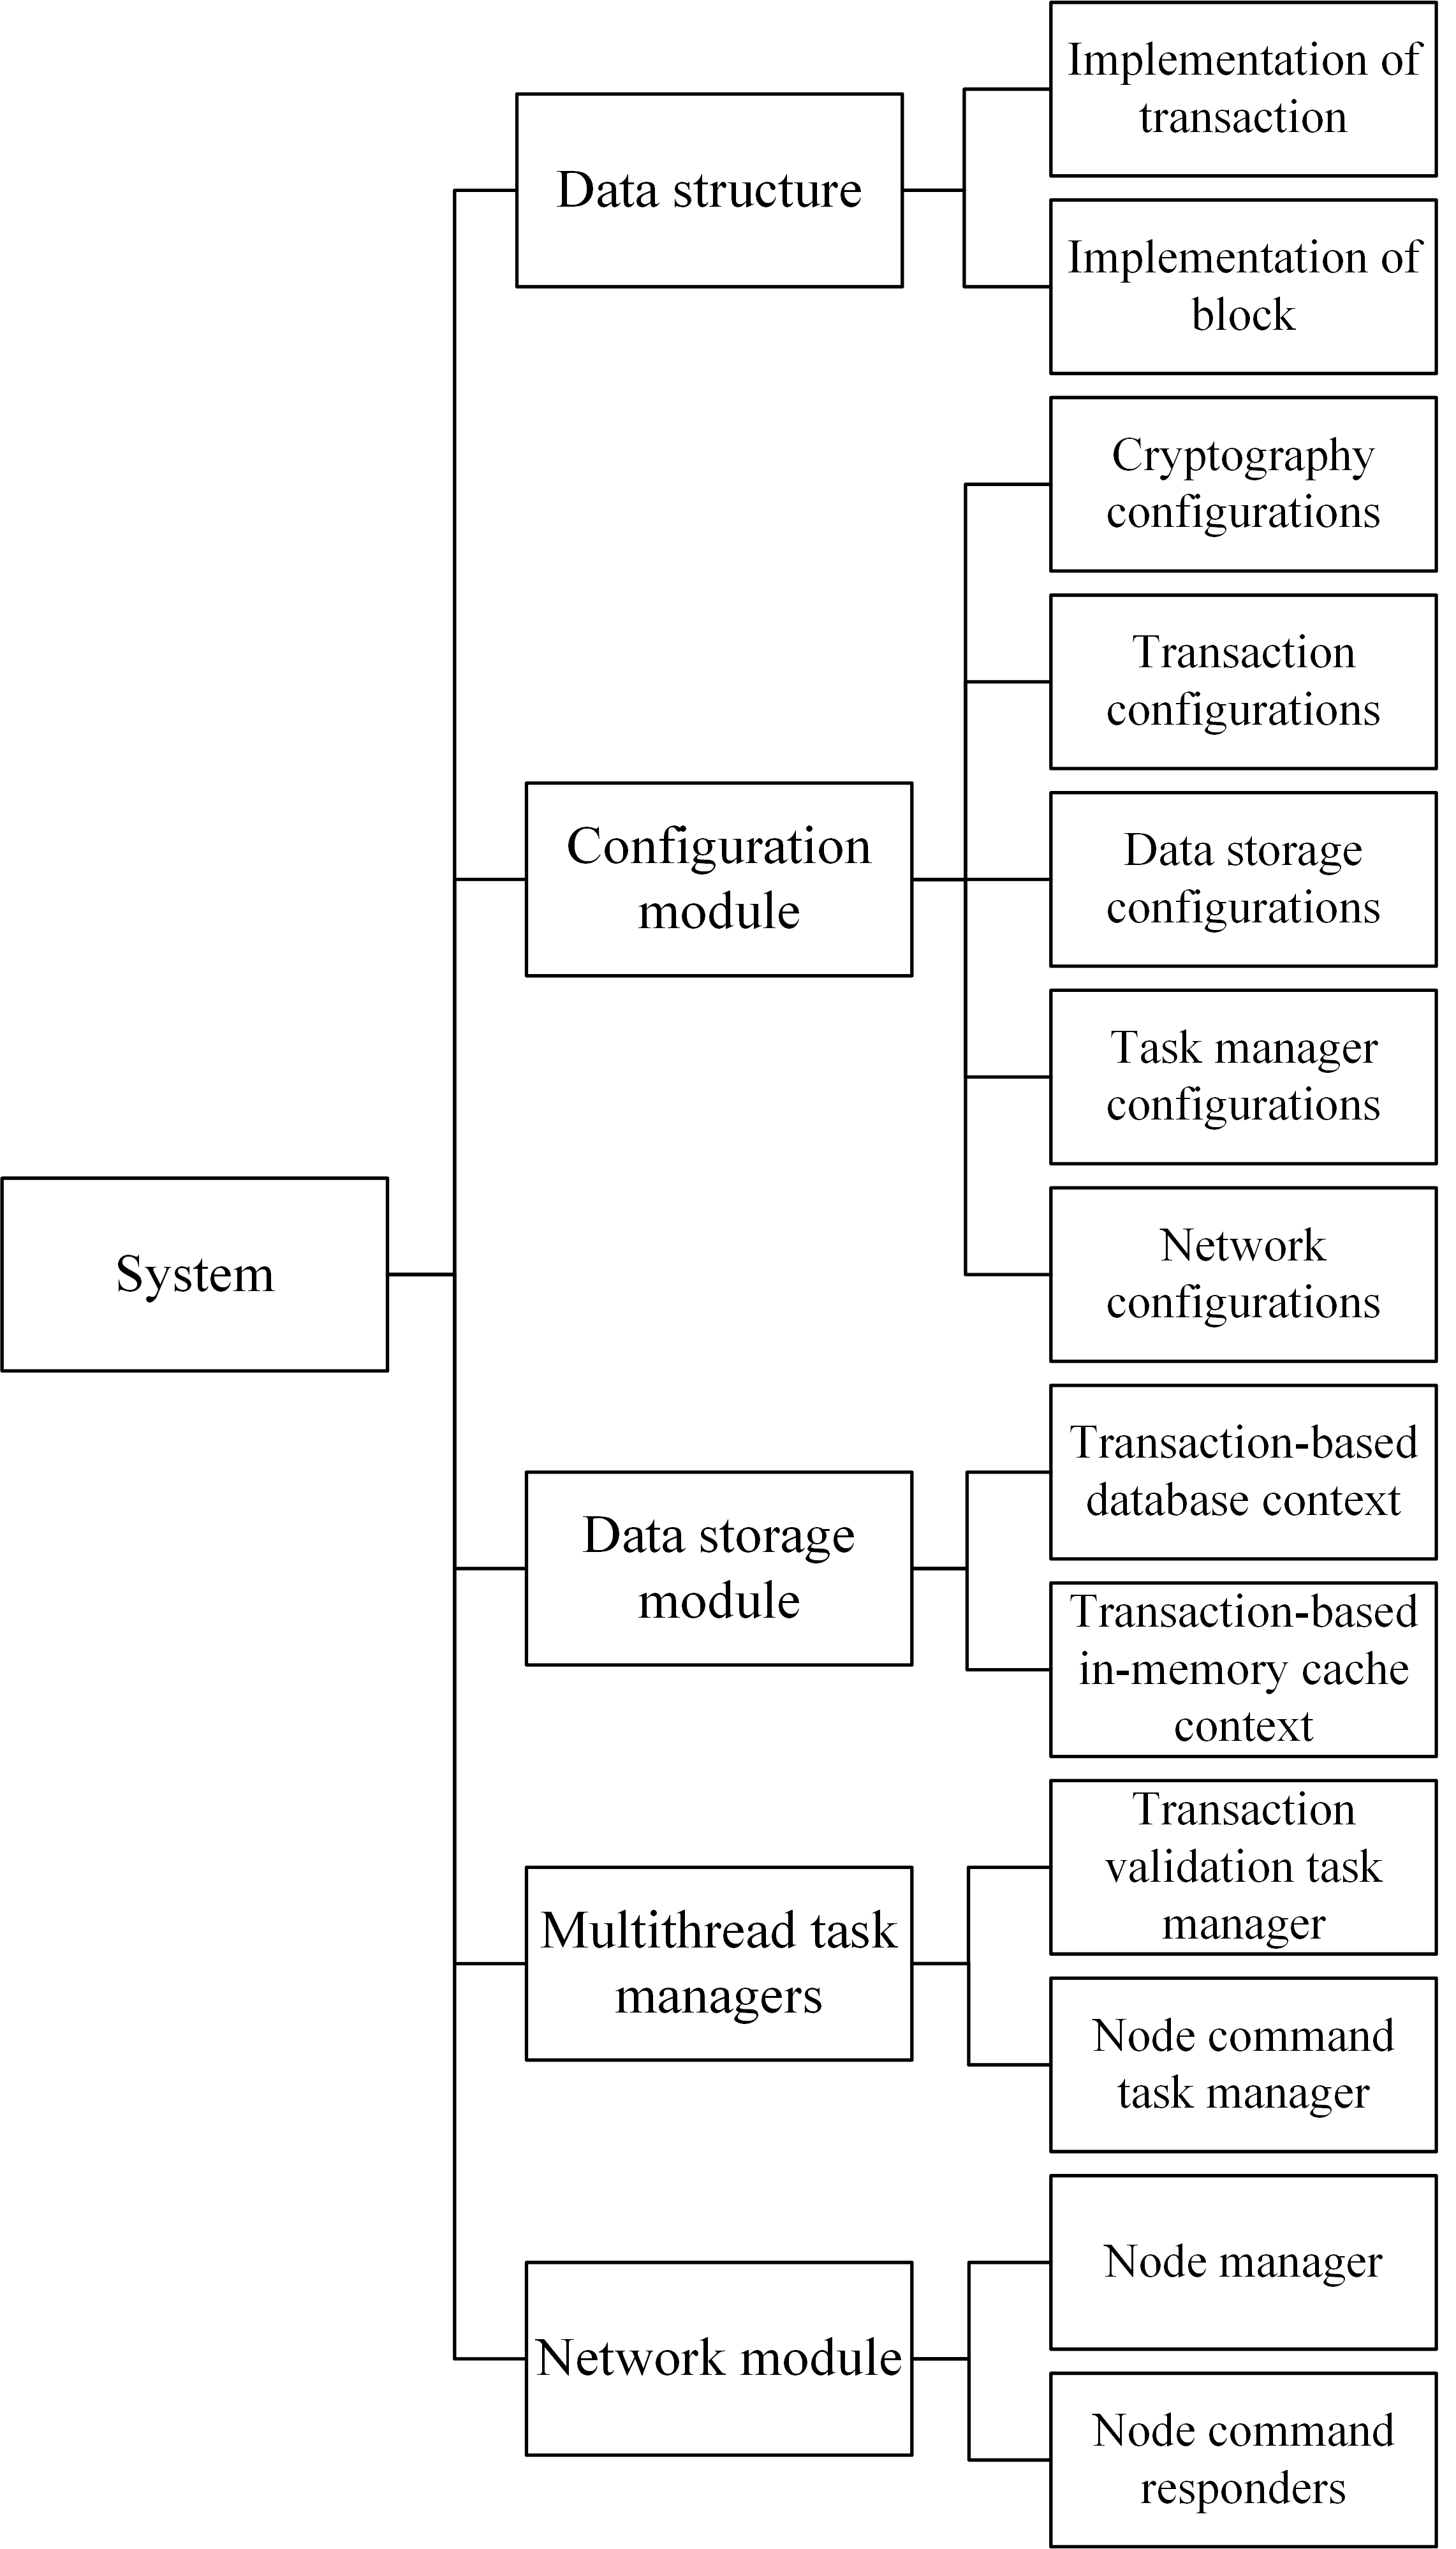 System
Data structure
Implementation of
transaction
Implementation of
block
Configuration
module
Cryptography
configurations
Transaction
configurations
Data storage
configurations
Task manager
configurations
Network
configurations
Data storage
module
Transaction-based
database context
Transaction-based
in-memory cache
context
Multithread task
managers
Transaction
validation task
manager
Node command
task manager
Network module
Node manager
Node command
responders